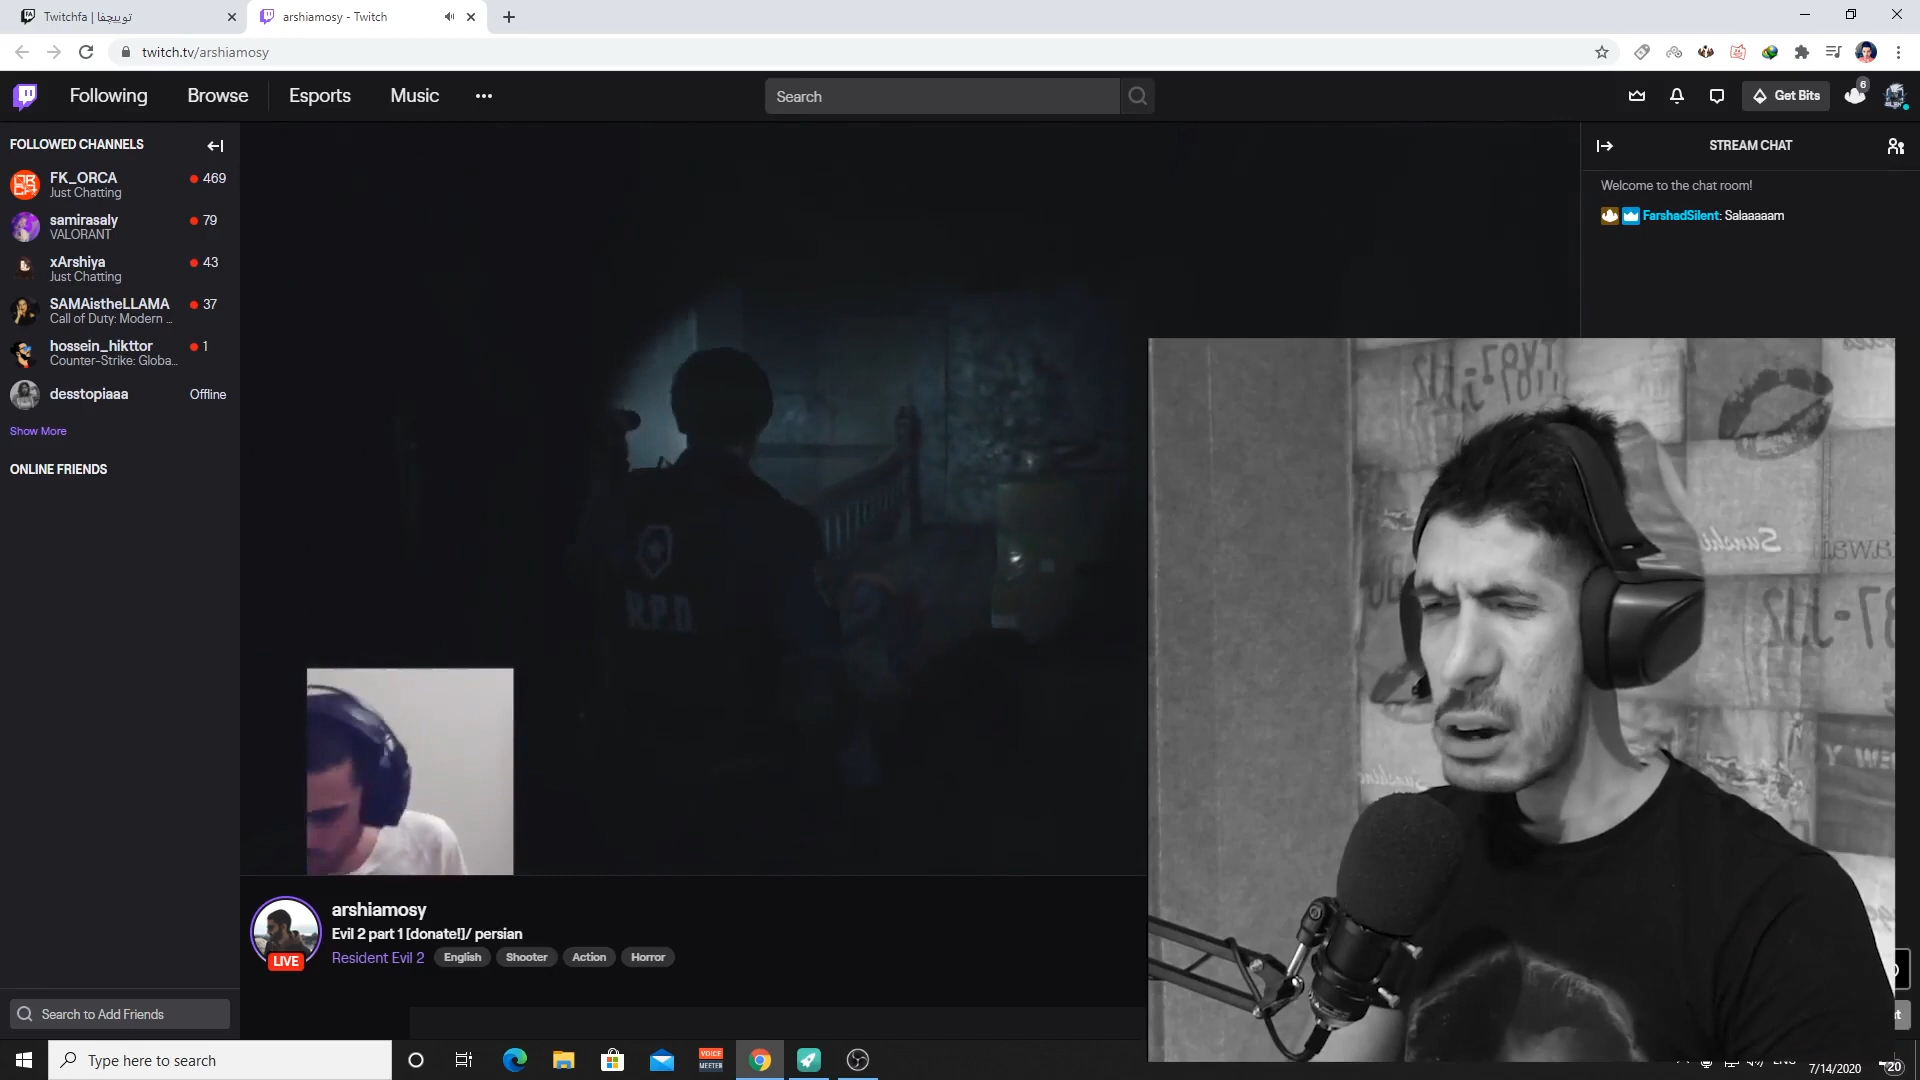 Twitchfa | توییچفا
arshiamosy - Twitch
twitch.tv/arshiamosy
Following
Browse
Esports
Music
Search
Get Bits
6
FOLLOWED CHANNELS
FK_ORCA
469
Just Chatting
samirasaly
79
VALORANT
xArshiya
43
Just Chatting
SAMAistheLLAMA
37
Call of Duty: Modern ...
hossein_hikttor
1
Counter-Strike: Globa...
desstopiaaa
Offline
Show More
ONLINE FRIENDS
Search to Add Friends
STREAM CHAT
Welcome to the chat room!
FarshadSilent: Salaaaaam
R.P.D.
arshiamosy
LIVE
Evil 2 part 1 [donate!]/ persian
Resident Evil 2
English
Shooter
Action
Horror
Type here to search
VOICE
MEETER
7/14/2020
20